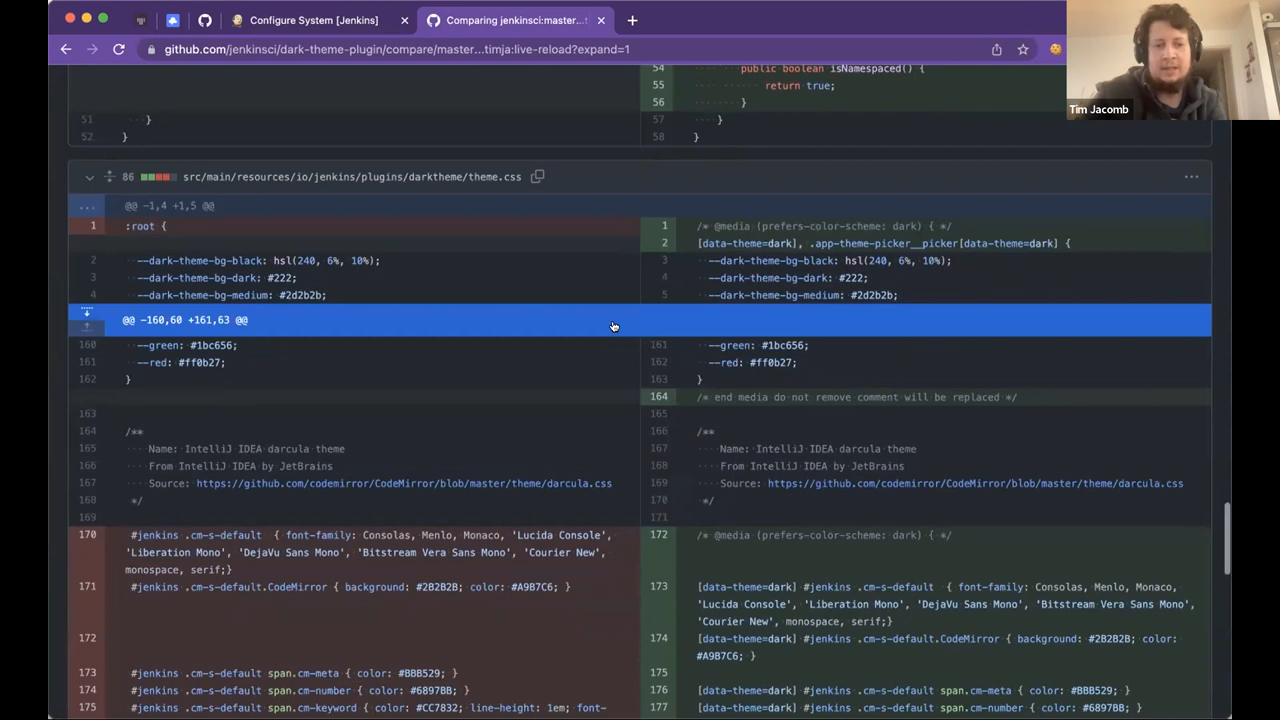 Configure System [Jenkins]
Comparing jenkinsci:master...t
github.com/jenkinsci/dark-theme-plugin/compare/master...timja:live-reload?expand=1
Tim Jacomb
54 public boolean isNamespaced() {
55 return true;
56 }
51 } 57 }
52 } 58 }
86 src/main/resources/io/jenkins/plugins/darktheme/theme.css
... @@ -1,4 +1,5 @@
1 :root { 1 /* @media (prefers-color-scheme: dark) { */
2 [data-theme=dark], .app-theme-picker__picker[data-theme=dark] {
2 --dark-theme-bg-black: hsl(240, 6%, 10%); 3 --dark-theme-bg-black: hsl(240, 6%, 10%);
3 --dark-theme-bg-dark: #222; 4 --dark-theme-bg-dark: #222;
4 --dark-theme-bg-medium: #2d2b2b; 5 --dark-theme-bg-medium: #2d2b2b;
@@ -160,60 +161,63 @@
160 --green: #1bc656; 161 --green: #1bc656;
161 --red: #ff0b27; 162 --red: #ff0b27;
162 } 163 }
164 /* end media do not remove comment will be replaced */
163 165
164 /** 166 /**
165 Name: IntelliJ IDEA darcula theme 167 Name: IntelliJ IDEA darcula theme
166 From IntelliJ IDEA by JetBrains 168 From IntelliJ IDEA by JetBrains
167 Source: https://github.com/codemirror/CodeMirror/blob/master/theme/darcula.css 169 Source: https://github.com/codemirror/CodeMirror/blob/master/theme/darcula.css
168 */ 170 */
169 171
170 #jenkins .cm-s-default { font-family: Consolas, Menlo, Monaco, 'Lucida Console', 172 /* @media (prefers-color-scheme: dark) { */
'Liberation Mono', 'DejaVu Sans Mono', 'Bitstream Vera Sans Mono', 'Courier New',
monospace, serif;}
171 #jenkins .cm-s-default.CodeMirror { background: #2B2B2B; color: #A9B7C6; } 173 [data-theme=dark] #jenkins .cm-s-default { font-family: Consolas, Menlo, Monaco,
'Lucida Console', 'Liberation Mono', 'DejaVu Sans Mono', 'Bitstream Vera Sans Mono',
'Courier New', monospace, serif;}
172 174 [data-theme=dark] #jenkins .cm-s-default.CodeMirror { background: #2B2B2B; color:
#A9B7C6; }
173 #jenkins .cm-s-default span.cm-meta { color: #BBB529; } 175
174 #jenkins .cm-s-default span.cm-number { color: #6897BB; } 176 [data-theme=dark] #jenkins .cm-s-default span.cm-meta { color: #BBB529; }
175 #jenkins .cm-s-default span.cm-keyword { color: #CC7832; line-height: 1em; font- 177 [data-theme=dark] #jenkins .cm-s-default span.cm-number { color: #6897BB; }